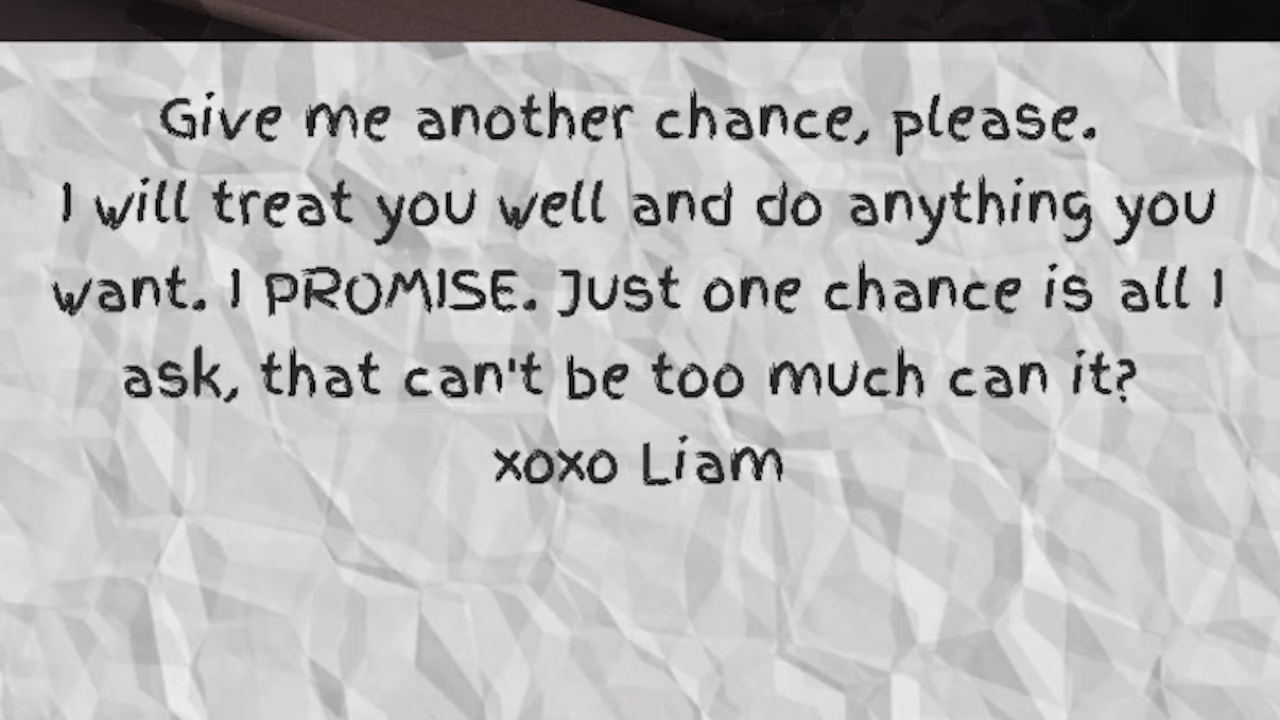 Give me another chance, please.
I will treat you well and do anything you
want. I PROMISE. Just one chance is all I
ask, that can't be too much can it?
xoxo Liam